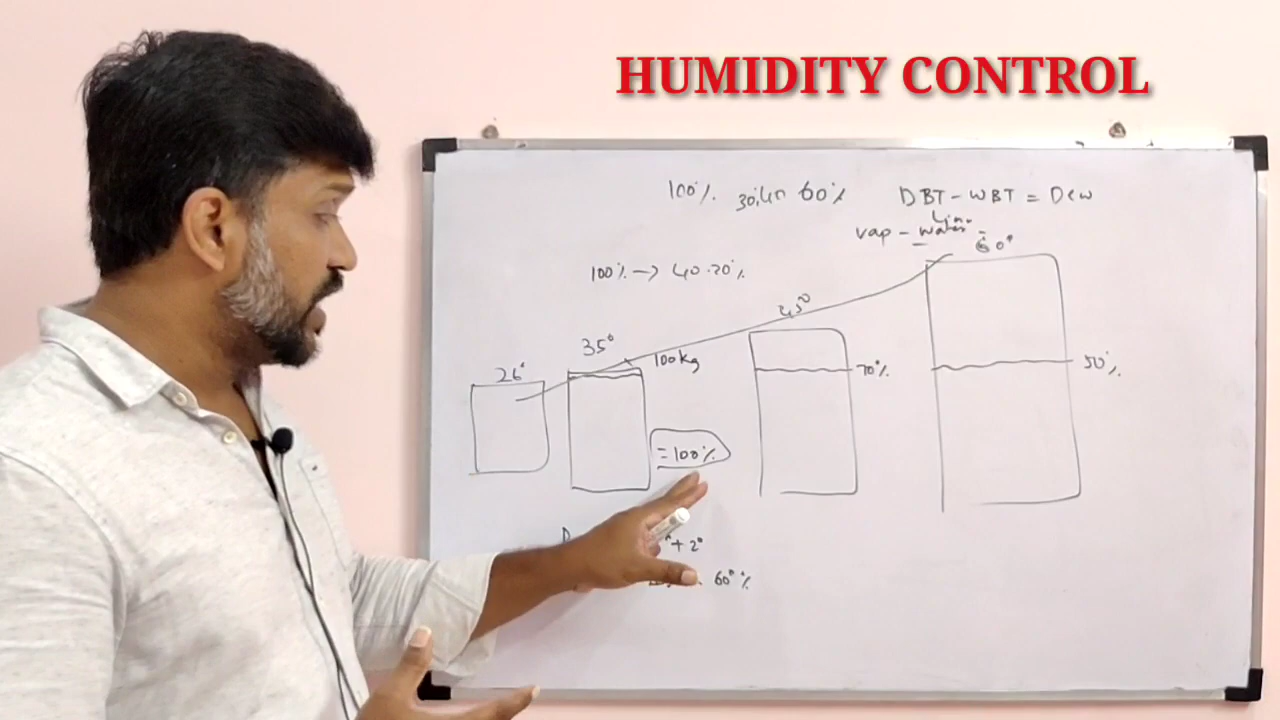 HUMIDITY CONTROL
100% 30,40 60% DBT - WBT = Dew
Vap - water
60°
100% → 40.70%
45°
35°
100kg
26°
70%
50%
= 100%
+ 2°
60° %